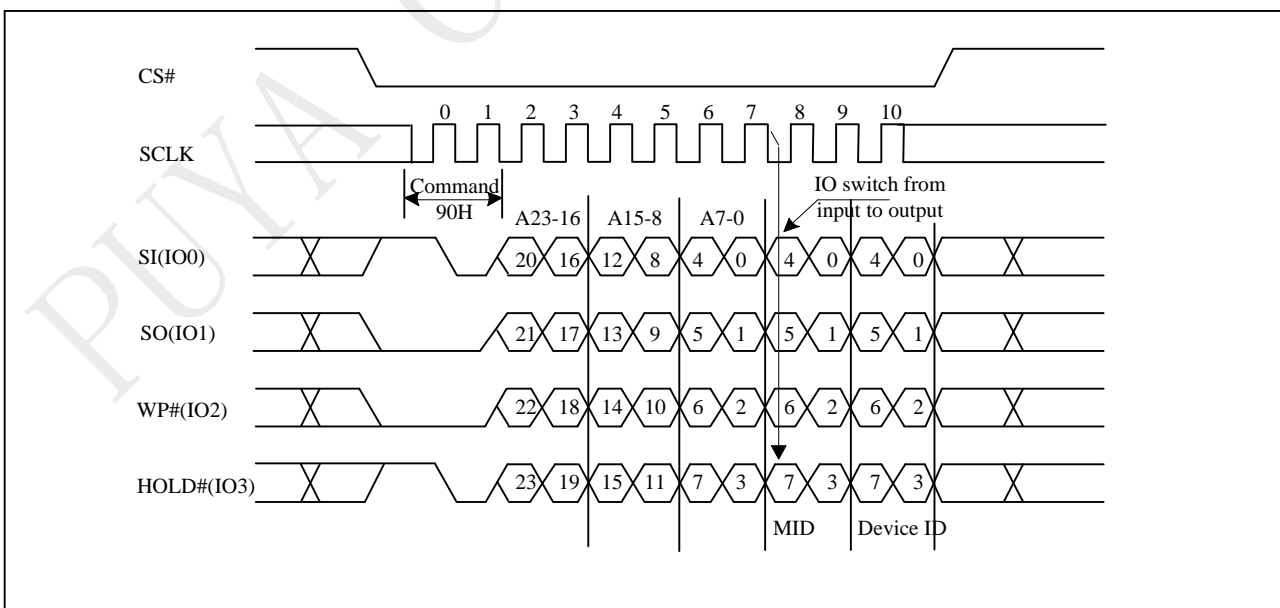 PUYA
CS#
0 1 2 3 4 5 6 7 8 9 10
SCLK
Command
90H
IO switch from
input to output
A23-16 A15-8 A7-0
SI(IO0) 20 16 12 8 4 0 4 0 4 0
SO(IO1) 21 17 13 9 5 1 5 1 5 1
WP#(IO2) 22 18 14 10 6 2 6 2 6 2
HOLD#(IO3) 23 19 15 11 7 3 7 3 7 3
MID Device ID